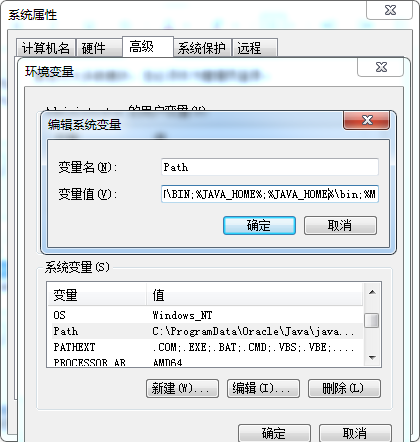 系统属性
计算机名 硬件 高级 系统保护 远程
环境变量
的用户变量(U)
编辑系统变量
变量名(N): Path
变量值(V): \BIN;%JAVA_HOME%;%JAVA_HOME%\bin;%M
确定 取消
系统变量(S)
变量 值
OS Windows_NT
Path C:\ProgramData\Oracle\Java\java...
PATHEXT .COM;.EXE;.BAT;.CMD;.VBS;.VBE;....
PROCESSOR_AR AMD64
新建(W)... 编辑(I)... 删除(L)
确定 取消